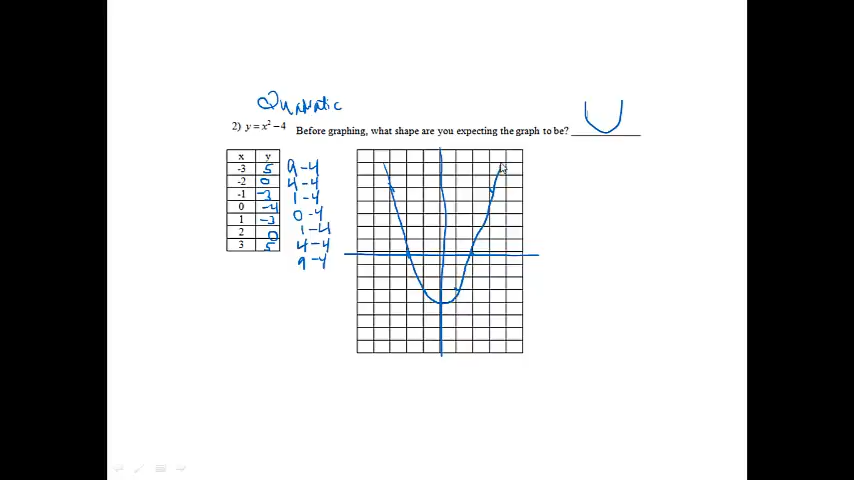 Quadratic
2) y = x² − 4 Before graphing, what shape are you expecting the graph to be?
x y
-3 5 9-4
-2 0 4-4
-1 -3 1-4
0 -4 0-4
1 -3 1-4
2 0 4-4
3 5 9-4